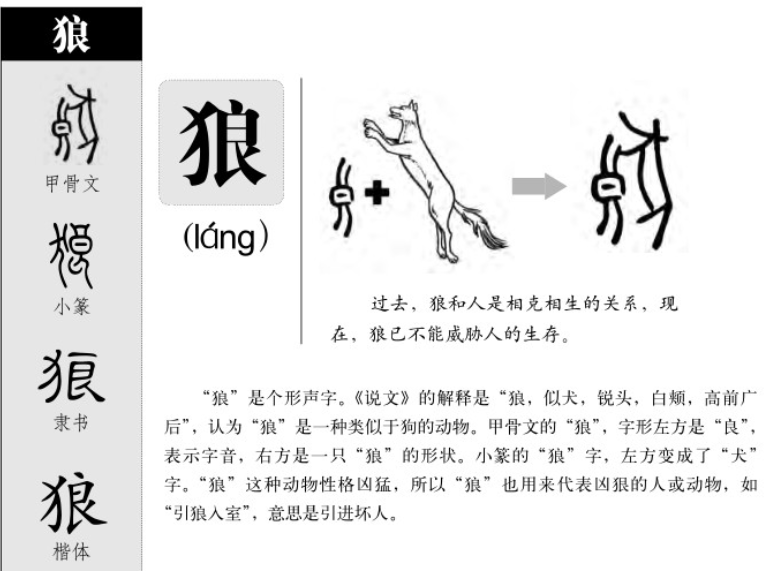 狼
甲骨文
小篆
隶书
楷体
狼
(láng)
过去，狼和人是相克相生的关系，现
在，狼已不能威胁人的生存。
“狼”是个形声字。《说文》的解释是“狼，似犬，锐头，白颊，高前广
后”，认为“狼”是一种类似于狗的动物。甲骨文的“狼”，字形左方是“良”，
表示字音，右方是一只“狼”的形状。小篆的“狼”字，左方变成了“犬”
字。“狼”这种动物性格凶猛，所以“狼”也用来代表凶狠的人或动物，如
“引狼入室”，意思是引进坏人。